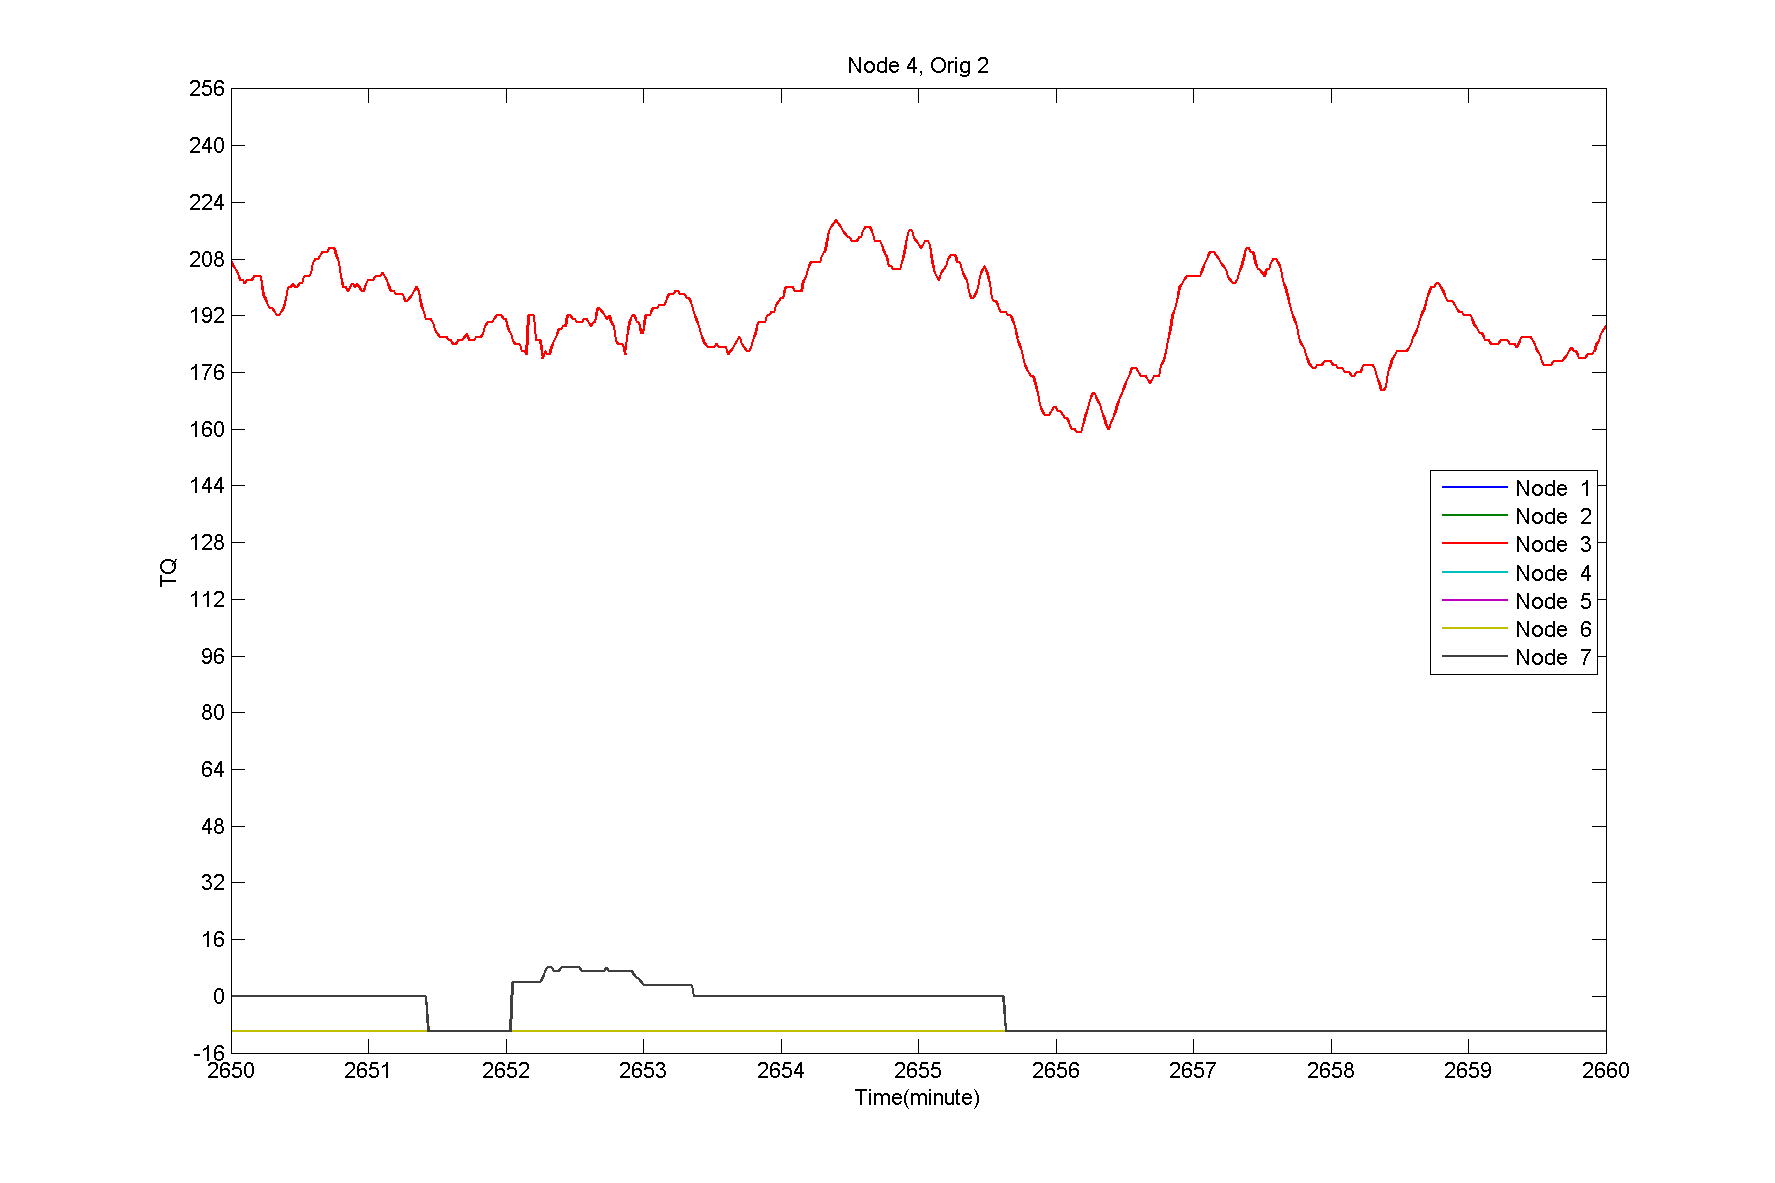 Node 4, Orig 2
256
240
224
208
192
176
160
144
128
112
96
80
64
48
32
16
0
-16
TQ
Node 1
Node 2
Node 3
Node 4
Node 5
Node 6
Node 7
2650 2651 2652 2653 2654 2655 2656 2657 2658 2659 2660
Time(minute)